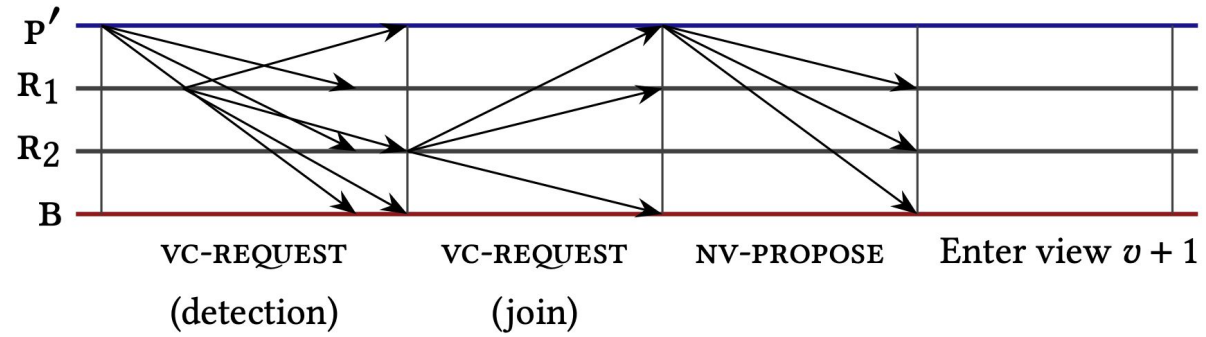 P′
R1
R2
B
VC-REQUEST VC-REQUEST NV-PROPOSE Enter view v + 1
(detection) (join)